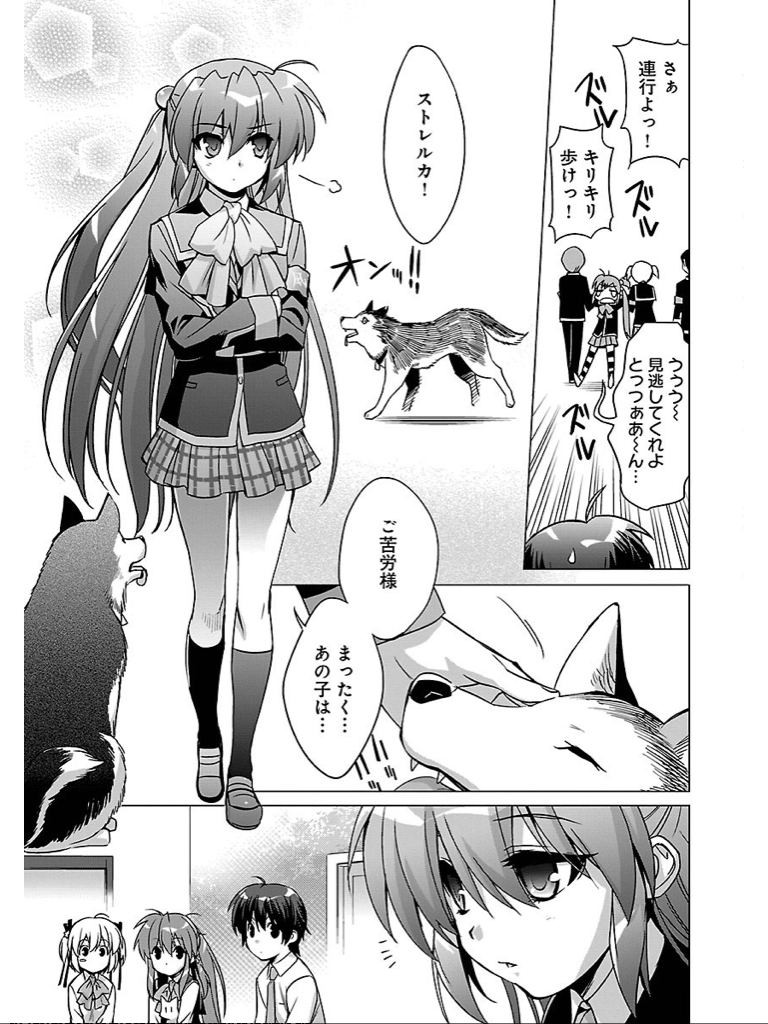 さぁ
連行よっ！
ズル
キリキリ
歩けっ！
ズル
うぅう〜
見逃してくれよ
とっつぁあ〜ん…
ズル
ストレルカ！
オンッ!!
ご苦労様
まったく…
あの子は…